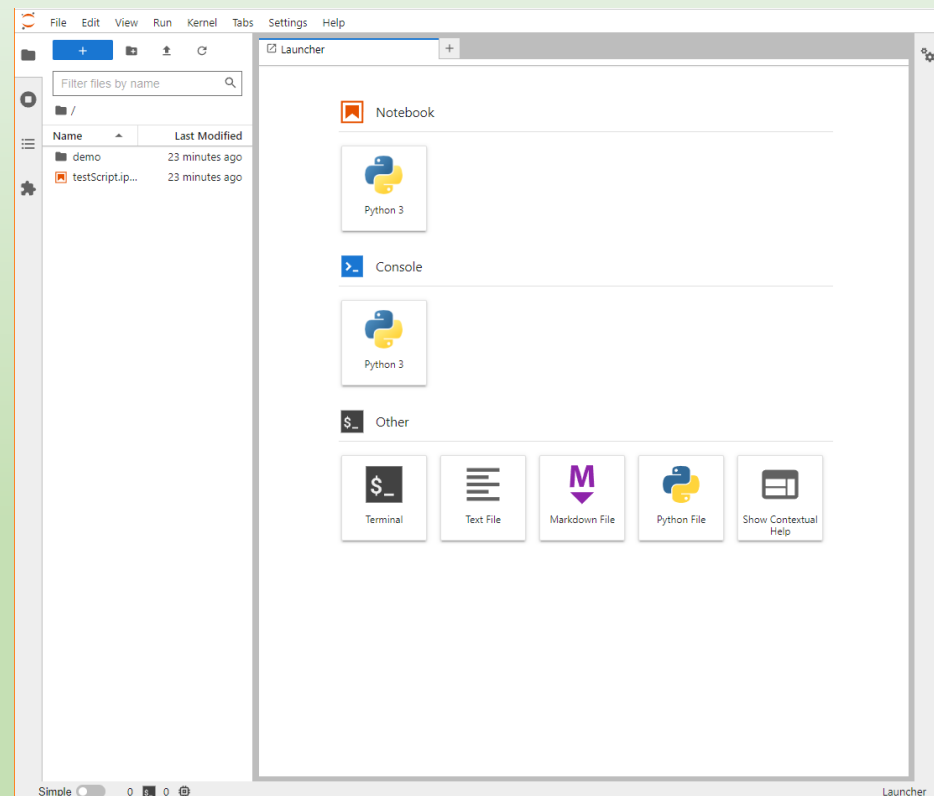 File Edit View Run Kernel Tabs Settings Help
+
Launcher +
Filter files by name
/
Name Last Modified
demo 23 minutes ago
testScript.ip... 23 minutes ago
Notebook
Python 3
>_ Console
Python 3
$_ Other
$_
M
Terminal Text File Markdown File Python File Show Contextual
Help
Simple 0 $_ 0 Launcher